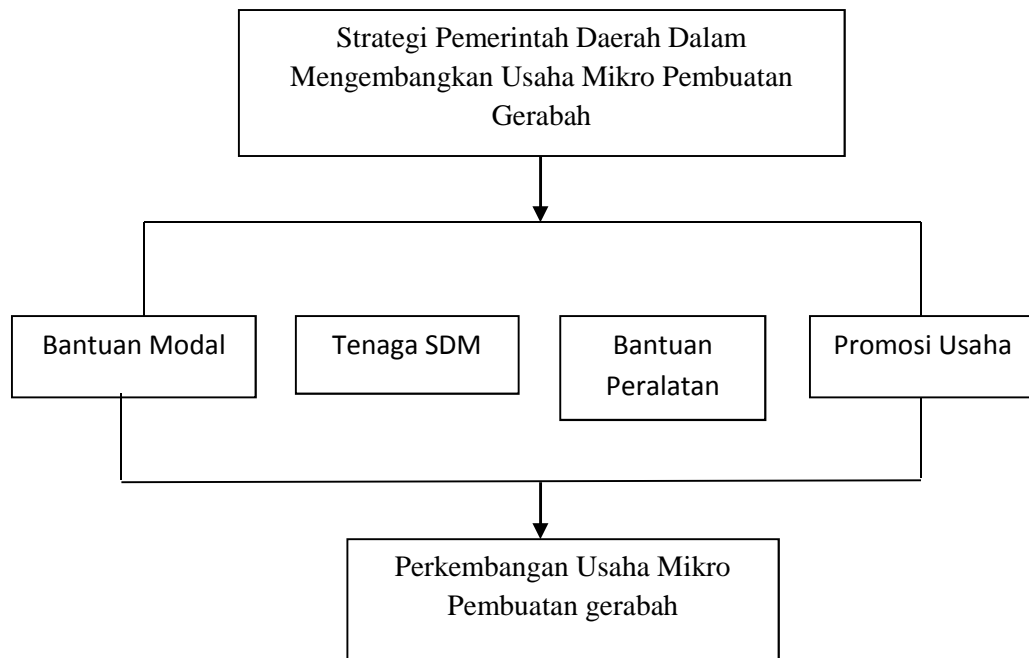 Strategi Pemerintah Daerah Dalam
Mengembangkan Usaha Mikro Pembuatan
Gerabah
Bantuan Modal
Tenaga SDM
Bantuan
Peralatan
Promosi Usaha
Perkembangan Usaha Mikro
Pembuatan gerabah